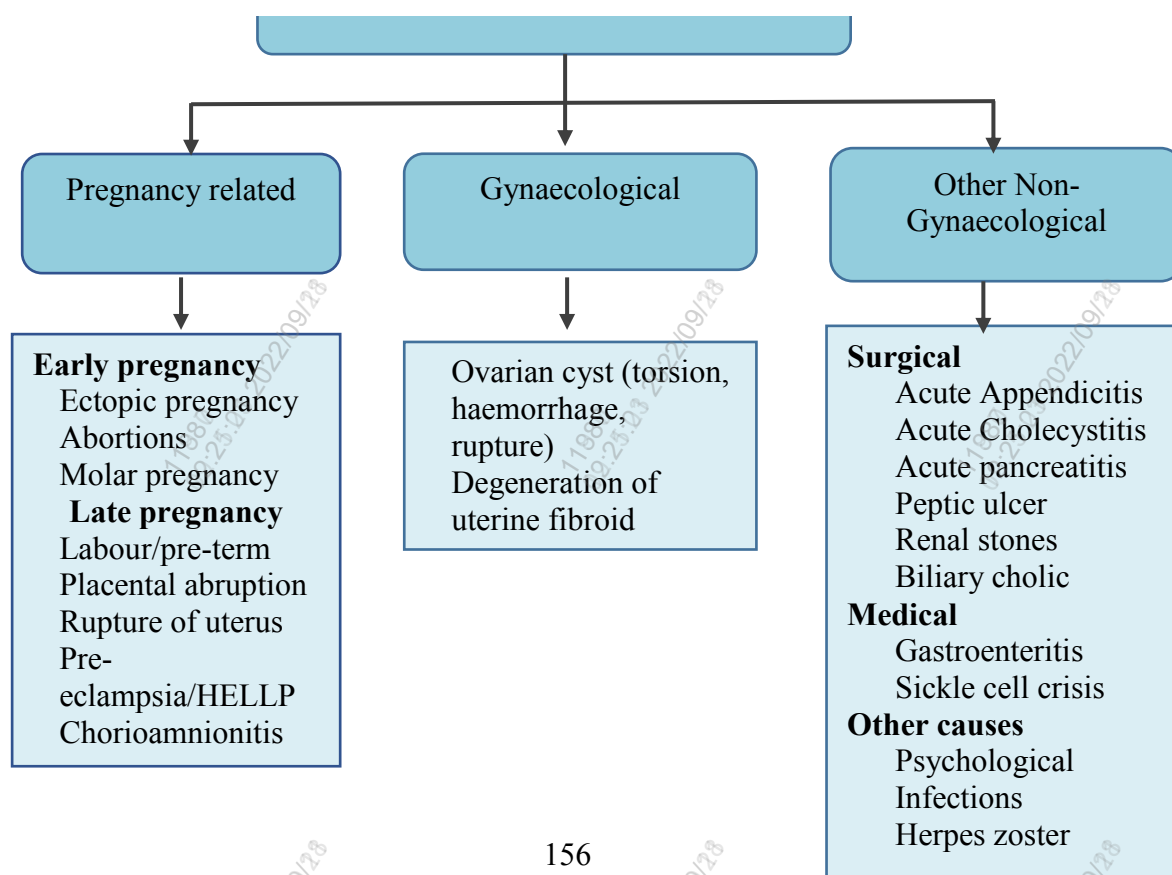 Pregnancy related
Gynaecological
Other Non-
Gynaecological
Early pregnancy
Ectopic pregnancy
Abortions
Molar pregnancy
Late pregnancy
Labour/pre-term
Placental abruption
Rupture of uterus
Pre-
eclampsia/HELLP
Chorioamnionitis
Ovarian cyst (torsion,
haemorrhage,
rupture)
Degeneration of
uterine fibroid
Surgical
Acute Appendicitis
Acute Cholecystitis
Acute pancreatitis
Peptic ulcer
Renal stones
Biliary cholic
Medical
Gastroenteritis
Sickle cell crisis
Other causes
Psychological
Infections
Herpes zoster
156